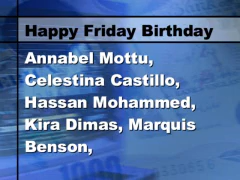 Happy Friday Birthday
Annabel Mottu,
Celestina Castillo,
Hassan Mohammed,
Kira Dimas, Marquis
Benson,